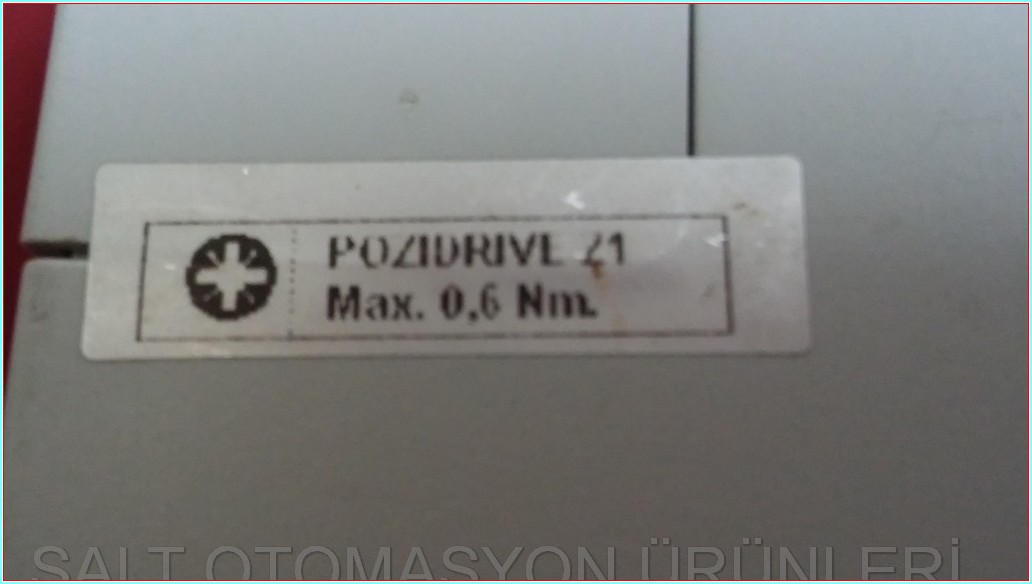 POZIDRIVE Z1
Max. 0,6 Nm.
SALT OTOMASYON ÜRÜNLERİ